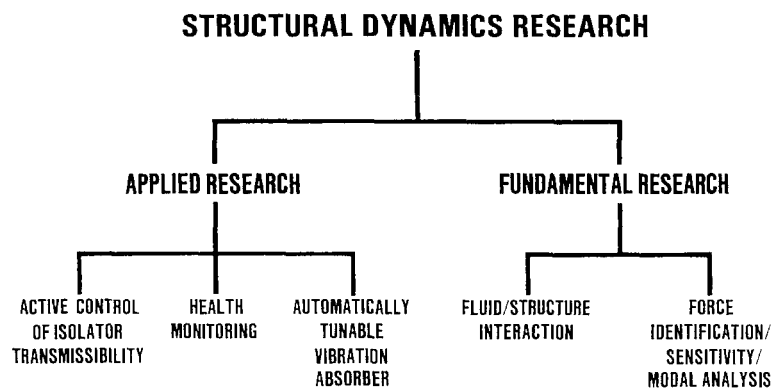 STRUCTURAL DYNAMICS RESEARCH
APPLIED RESEARCH
FUNDAMENTAL RESEARCH
ACTIVE CONTROL
OF ISOLATOR
TRANSMISSIBILITY
HEALTH
MONITORING
AUTOMATICALLY
TUNABLE
VIBRATION
ABSORBER
FLUID/STRUCTURE
INTERACTION
FORCE
IDENTIFICATION/
SENSITIVITY/
MODAL ANALYSIS